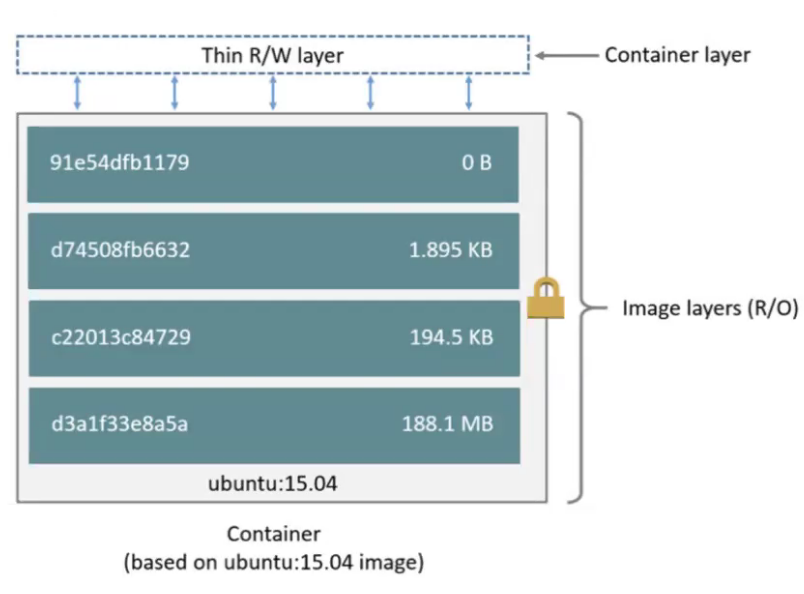 Thin R/W layer
Container layer
91e54dfb1179 0 B
d74508fb6632 1.895 KB
c22013c84729 194.5 KB
Image layers (R/O)
d3a1f33e8a5a 188.1 MB
ubuntu:15.04
Container
(based on ubuntu:15.04 image)